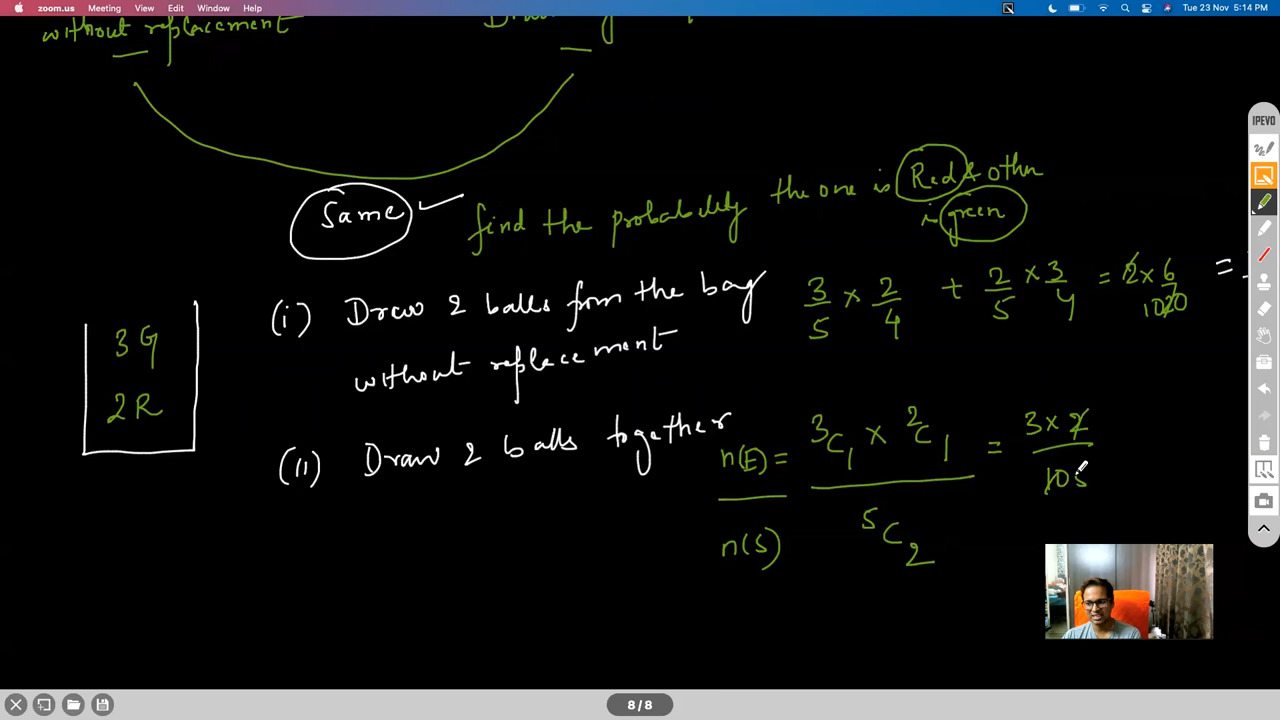 zoom.us Meeting View Edit Window Help
Tue 23 Nov 5:14 PM
without replacement
Same
find the probability the one is Red & other
is green
IPEVO
3 G
2 R
(i) Draw 2 balls from the bag
without replacement
3/5 × 2/4 + 2/5 × 3/4 = 2 × 6/20 10 =
(ii) Draw 2 balls together
n(E)/n(S) = ³C₁ × ²C₁ / ⁵C₂ = 3 × 2 / 10 5
8 / 8